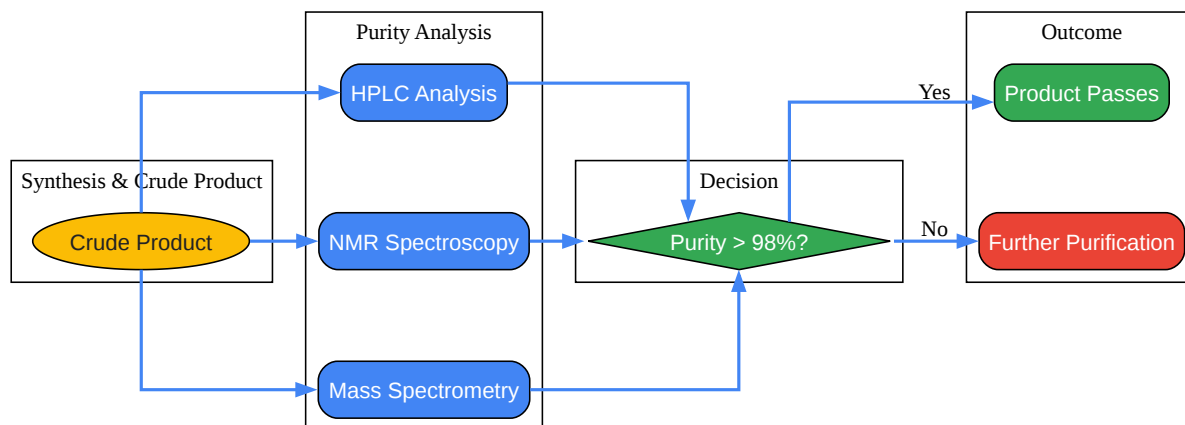 Purity Analysis
Outcome
HPLC Analysis
Yes
Product Passes
Synthesis & Crude Product
Decision
Crude Product
NMR Spectroscopy
Purity > 98%?
No
Further Purification
Mass Spectrometry